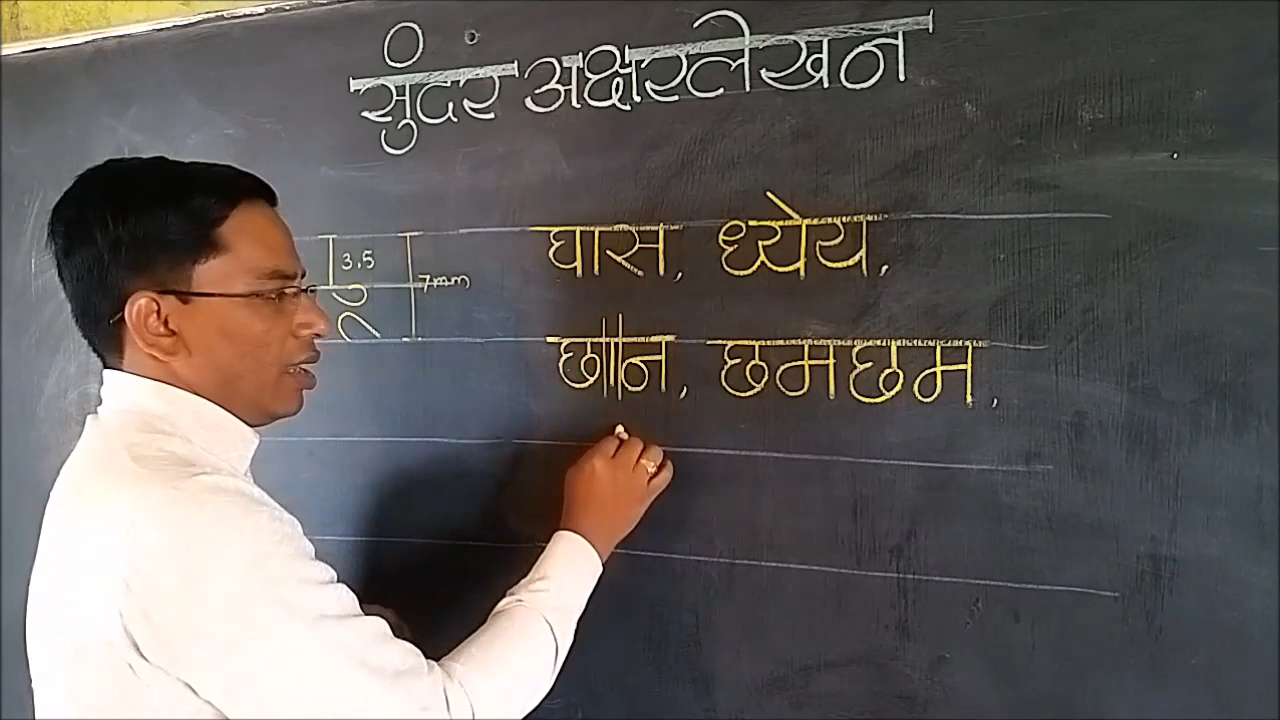 सुंदर अक्षरलेखन
3.5
7mm
घास, ध्येय,
छान, छमछम,